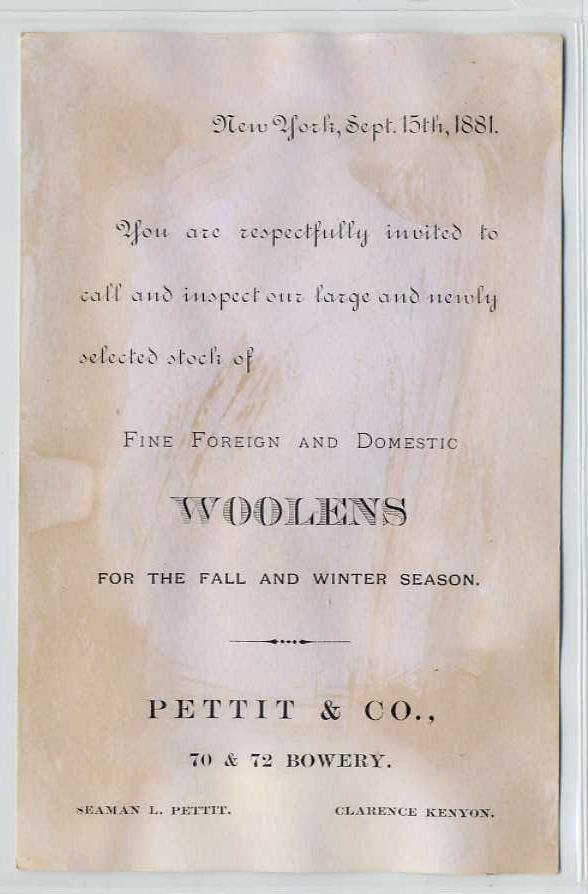 New York, Sept. 15th, 1881.
You are respectfully invited to
call and inspect our large and newly
selected stock of
FINE FOREIGN AND DOMESTIC
WOOLENS
FOR THE FALL AND WINTER SEASON.
PETTIT & CO.,
70 & 72 BOWERY.
SEAMAN L. PETTIT. CLARENCE KENYON.